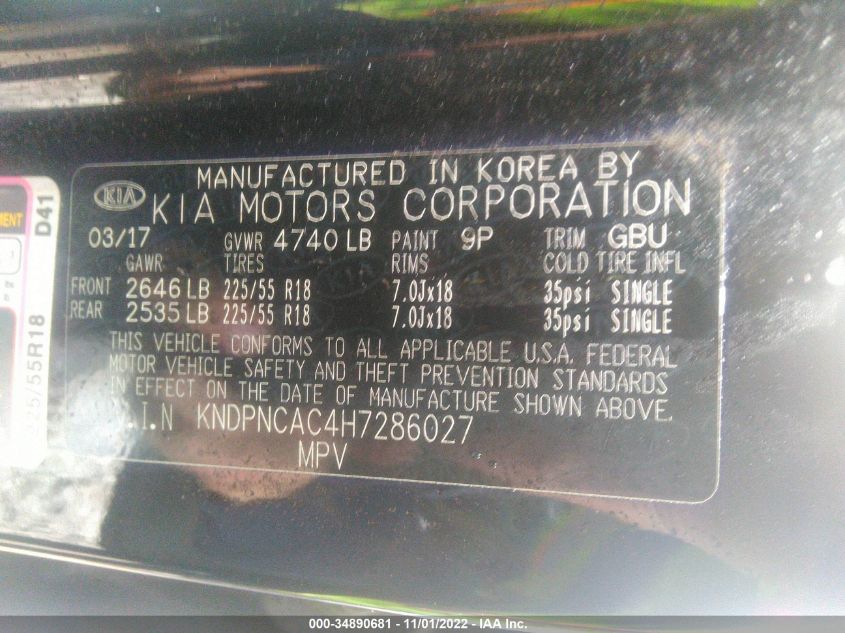 MANUFACTURED IN KOREA BY
KIA KIA MOTORS CORPORATION
03/17 GVWR 4740 LB PAINT 9P TRIM GBU
GAWR TIRES RIMS COLD TIRE INFL
FRONT 2646 LB 225/55 R18 7.0Jx18 35psi SINGLE
REAR 2535 LB 225/55 R18 7.0Jx18 35psi SINGLE
THIS VEHICLE CONFORMS TO ALL APPLICABLE U.S.A. FEDERAL
MOTOR VEHICLE SAFETY AND THEFT PREVENTION STANDARDS
IN EFFECT ON THE DATE OF MANUFACTURE SHOWN ABOVE.
.I.N KNDPNCAC4H7286027
MPV
225/55R18 D41
000-34890681 - 11/01/2022 - IAA Inc.